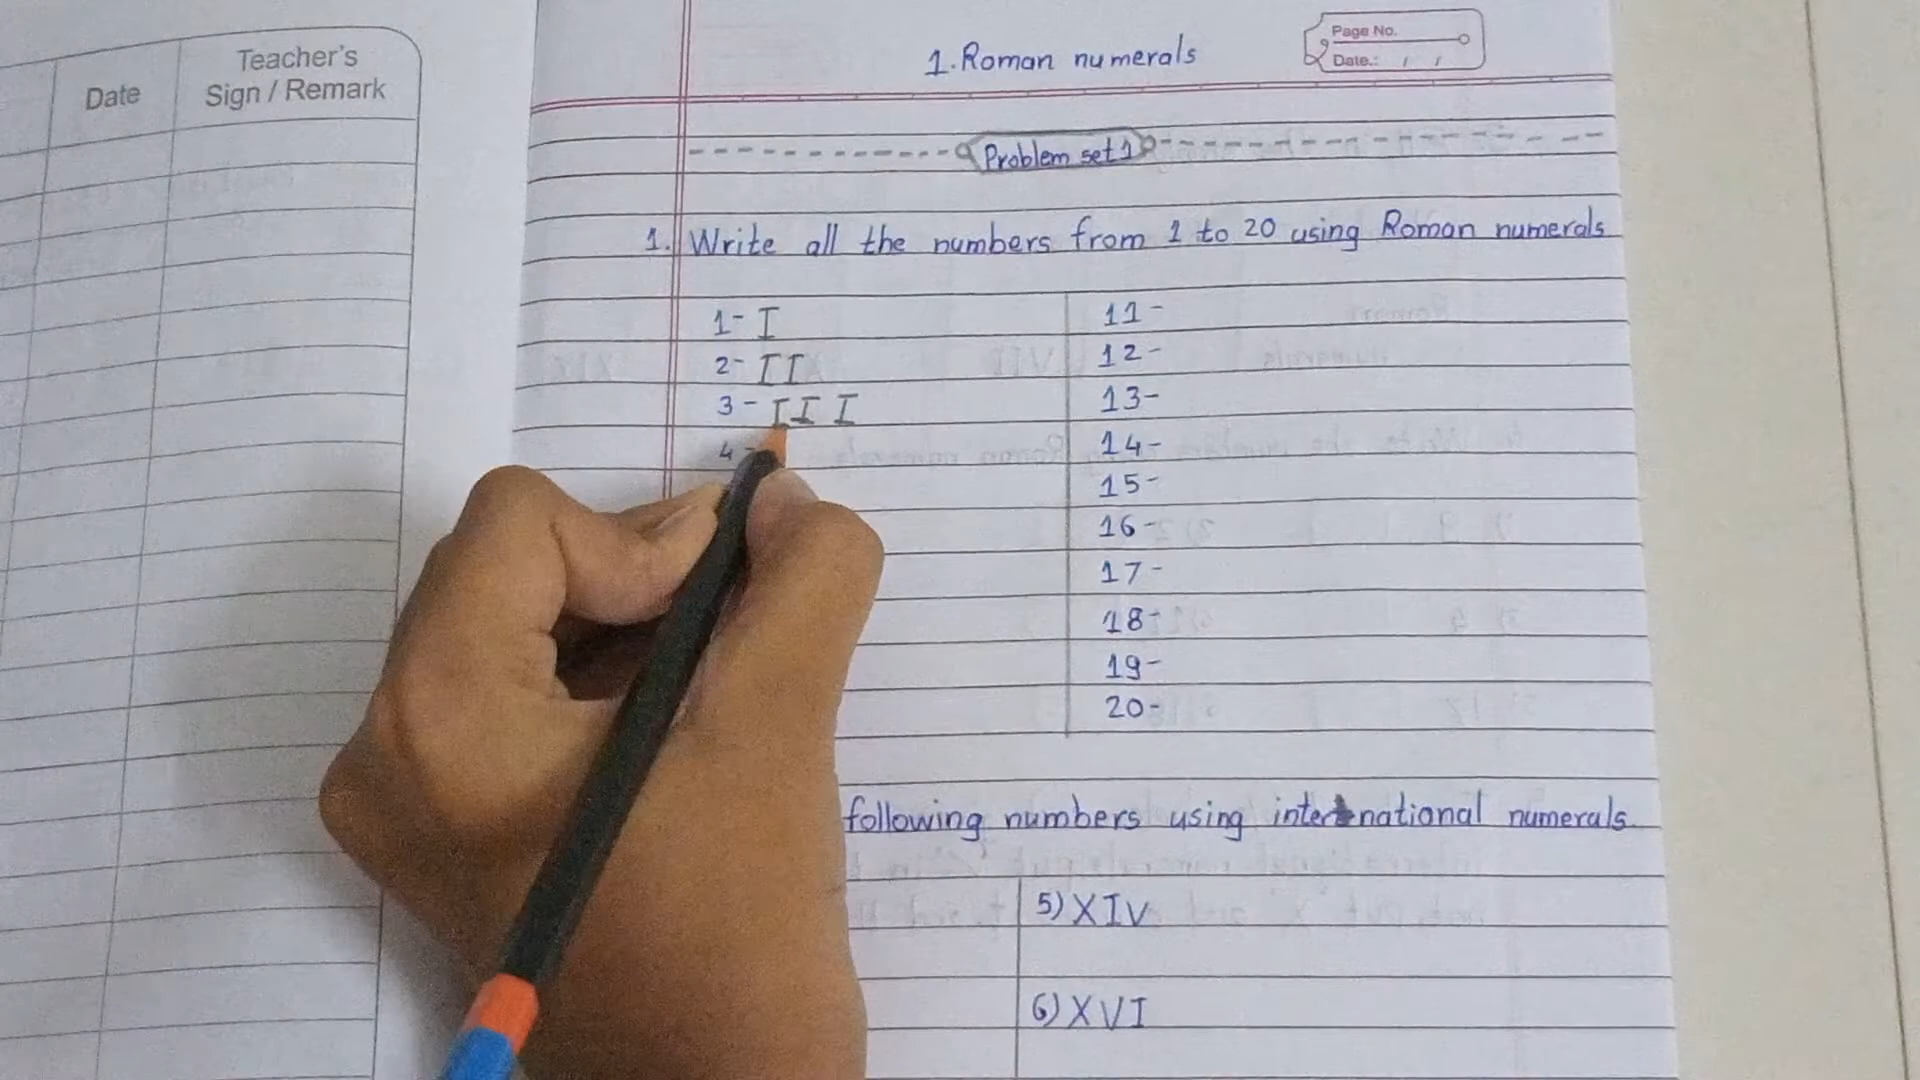 Date
Teacher's
Sign / Remark
Page No.
Date.: / /
1. Roman numerals
Problem set 1
1. Write all the numbers from 1 to 20 using Roman numerals
1- I
2- II
3- III
4-
11-
12-
13-
14-
15-
16-
17-
18-
19-
20-
following numbers using international numerals.
5) XIV
6) XVI